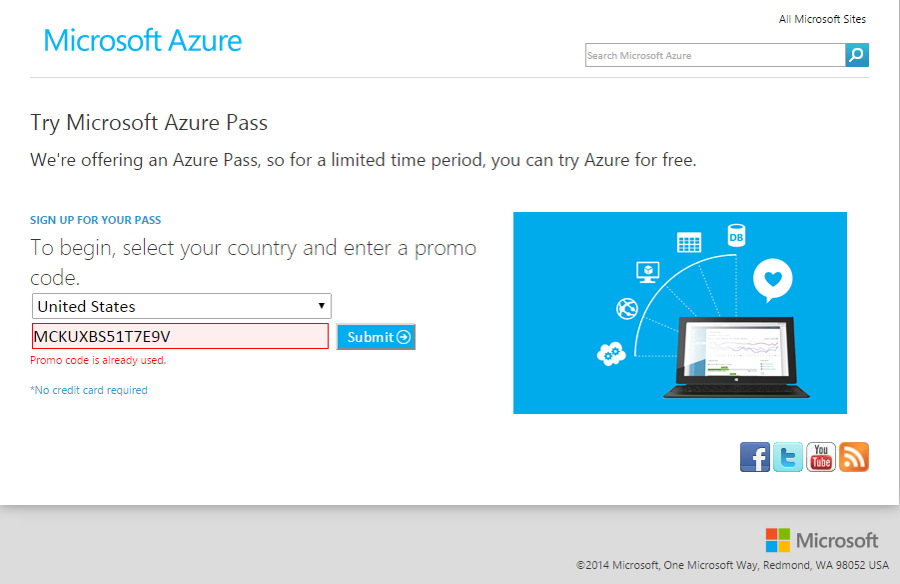 All Microsoft Sites
Microsoft Azure
Search Microsoft Azure
Try Microsoft Azure Pass
We're offering an Azure Pass, so for a limited time period, you can try Azure for free.
SIGN UP FOR YOUR PASS
To begin, select your country and enter a promo
code.
United States
MCKUXBS51T7E9V
Submit
Promo code is already used.
*No credit card required
DB
You
Tube
Microsoft
©2014 Microsoft, One Microsoft Way, Redmond, WA 98052 USA